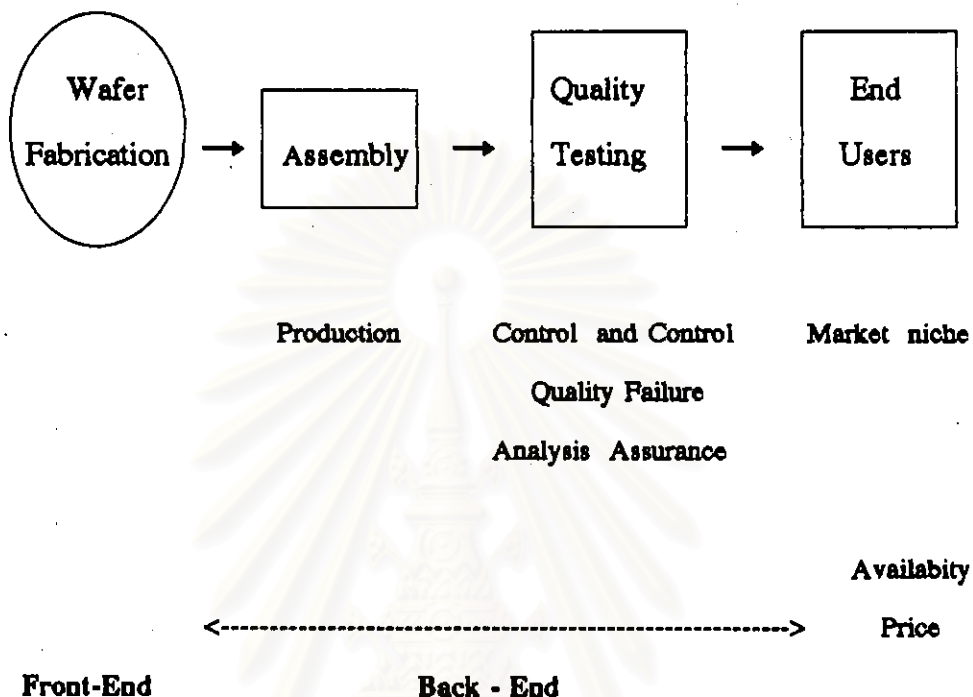 Wafer
Fabrication
Assembly
Quality
Testing
End
Users
Production
Control and Control
Quality Failure
Analysis Assurance
Market niche
Availabity
Price
Front-End
Back - End